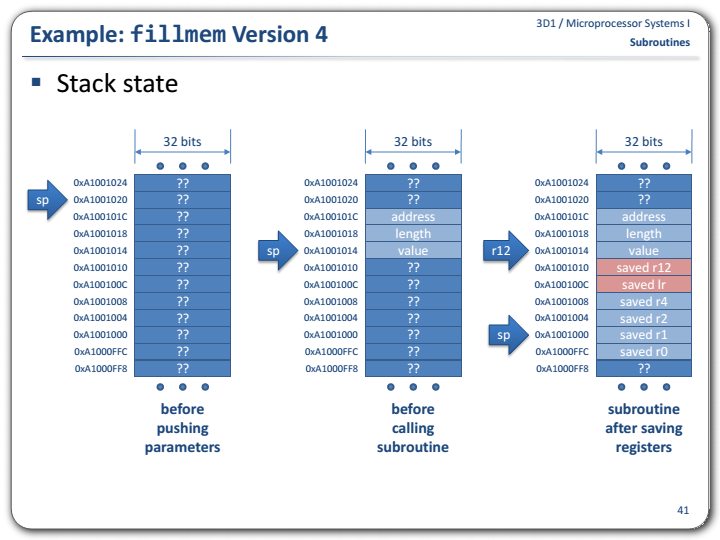 Example: fillmem Version 4
3D1 / Microprocessor Systems I
Subroutines
Stack state
32 bits
0xA1001024 ??
sp 0xA1001020 ??
0xA100101C ??
0xA1001018 ??
0xA1001014 ??
0xA1001010 ??
0xA100100C ??
0xA1001008 ??
0xA1001004 ??
0xA1001000 ??
0xA1000FFC ??
0xA1000FF8 ??
before
pushing
parameters
32 bits
0xA1001024 ??
0xA1001020 ??
0xA100101C address
0xA1001018 length
sp 0xA1001014 value
0xA1001010 ??
0xA100100C ??
0xA1001008 ??
0xA1001004 ??
0xA1001000 ??
0xA1000FFC ??
0xA1000FF8 ??
before
calling
subroutine
32 bits
0xA1001024 ??
0xA1001020 ??
0xA100101C address
0xA1001018 length
r12 0xA1001014 value
0xA1001010 saved r12
0xA100100C saved lr
0xA1001008 saved r4
0xA1001004 saved r2
sp 0xA1001000 saved r1
0xA1000FFC saved r0
0xA1000FF8 ??
subroutine
after saving
registers
41